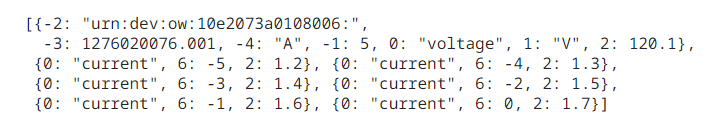 [{-2: "urn:dev:ow:10e2073a0108006:",
-3: 1276020076.001, -4: "A", -1: 5, 0: "voltage", 1: "V", 2: 120.1},
{0: "current", 6: -5, 2: 1.2}, {0: "current", 6: -4, 2: 1.3},
{0: "current", 6: -3, 2: 1.4}, {0: "current", 6: -2, 2: 1.5},
{0: "current", 6: -1, 2: 1.6}, {0: "current", 6: 0, 2: 1.7}]